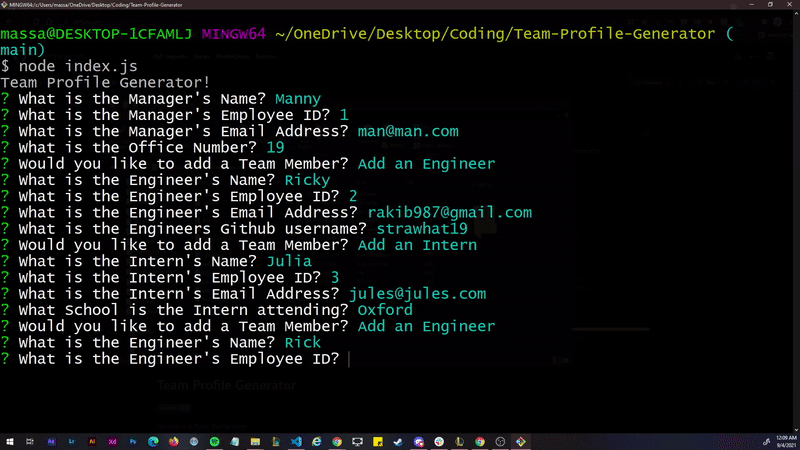 MINGW64:/c/Users/massa/OneDrive/Desktop/Coding/Team-Profile-Generator
massa@DESKTOP-1CFAMLJ MINGW64 ~/OneDrive/Desktop/Coding/Team-Profile-Generator (
main)
$ node index.js
Team Profile Generator!
? What is the Manager's Name? Manny
? What is the Manager's Employee ID? 1
? What is the Manager's Email Address? man@man.com
? What is the Office Number? 19
? Would you like to add a Team Member? Add an Engineer
? What is the Engineer's Name? Ricky
? What is the Engineer's Employee ID? 2
? What is the Engineer's Email Address? rakib987@gmail.com
? What is the Engineers Github username? strawhat19
? Would you like to add a Team Member? Add an Intern
? What is the Intern's Name? Julia
? What is the Intern's Employee ID? 3
? What is the Intern's Email Address? jules@jules.com
? What School is the Intern attending? Oxford
? Would you like to add a Team Member? Add an Engineer
? What is the Engineer's Name? Rick
? What is the Engineer's Employee ID?
Team Profile Generator
Ae Lr Ai Xd Ps
12:09 AM
9/4/2021